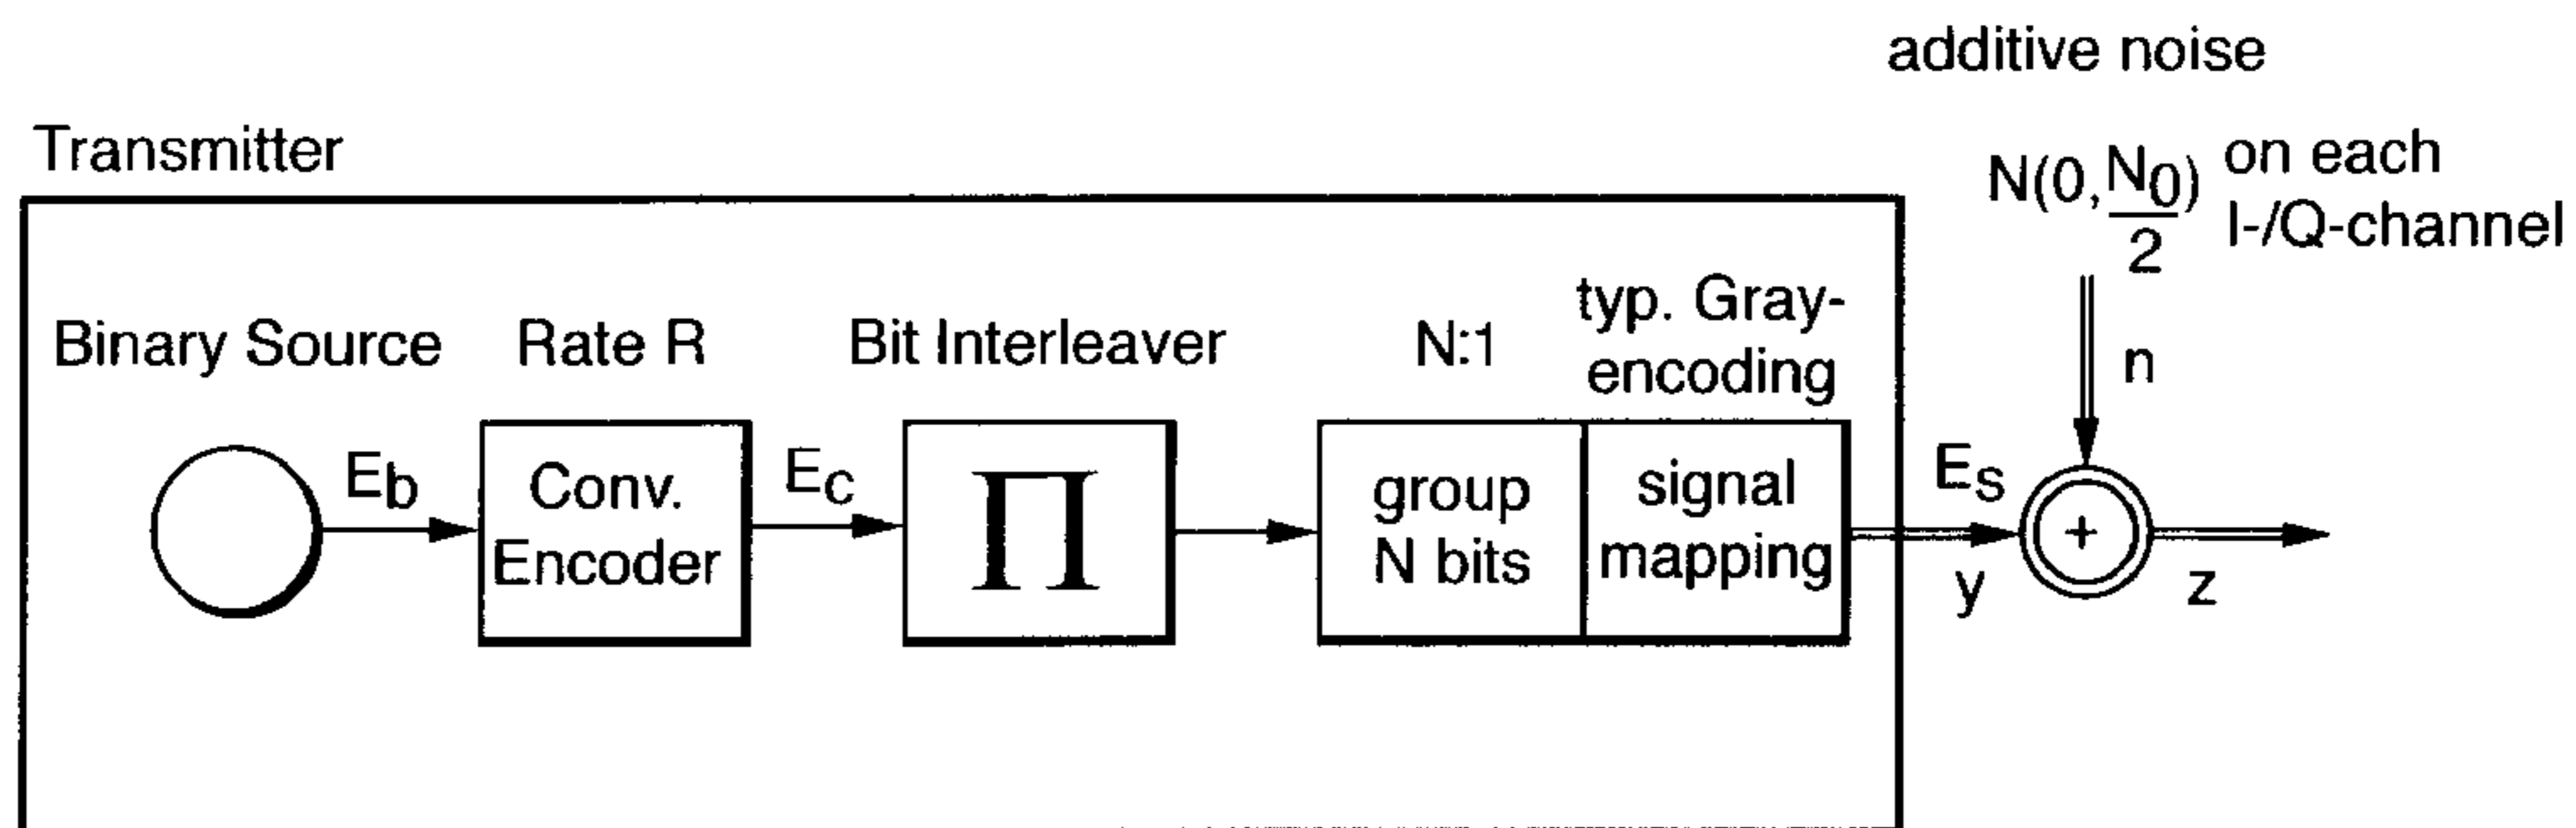 additive noise
Transmitter
N(0,N0/2) on each
I-/Q-channel
n
typ. Gray-
Binary Source Rate R Bit Interleaver N:1 encoding
Eb Conv. Encoder
Ec
Π
group N bits
signal mapping
Es
y
+
z